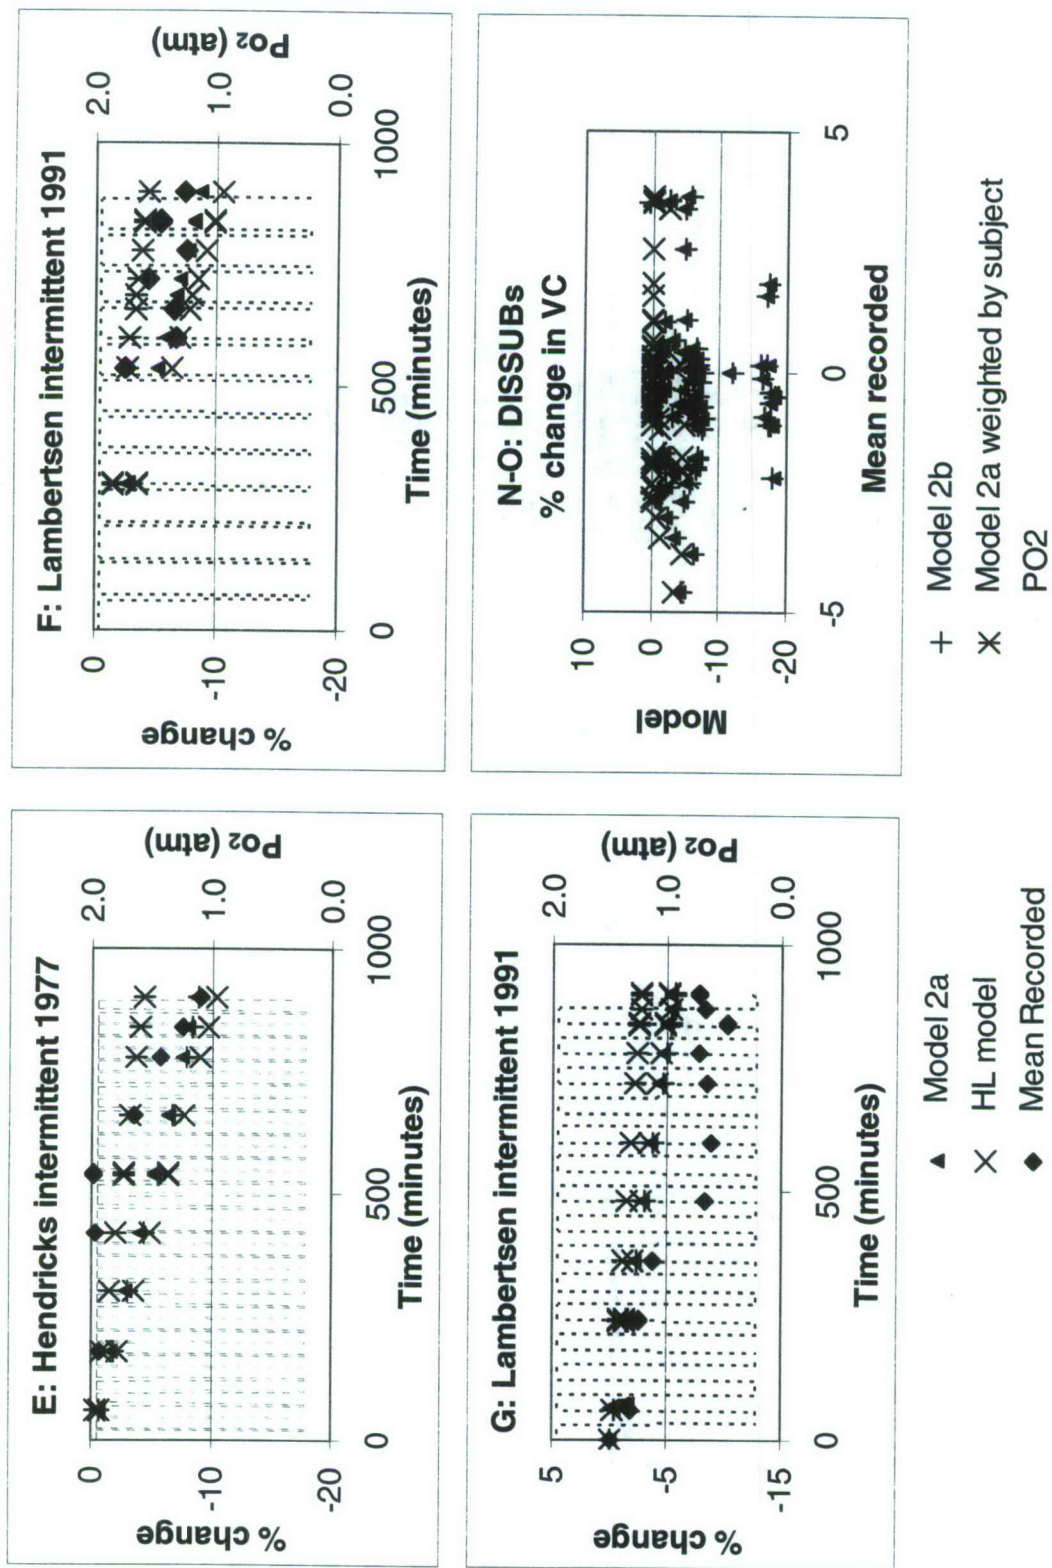 E: Hendricks intermittent 1977
0
-10
-20
% change
2.0
1.0
0.0
Po2 (atm)
0
500
1000
Time (minutes)
F: Lambertsen intermittent 1991
0
-10
-20
% change
2.0
1.0
0.0
Po2 (atm)
0
500
1000
Time (minutes)
G: Lambertsen intermittent 1991
5
-5
-15
% change
2.0
1.0
0.0
Po2 (atm)
0
500
1000
Time (minutes)
N-O: DISSUBs
% change in VC
10
0
-10
-20
Model
-5
0
5
Mean recorded
Model 2a
HL model
Mean Recorded
Model 2b
Model 2a weighted by subject
PO2